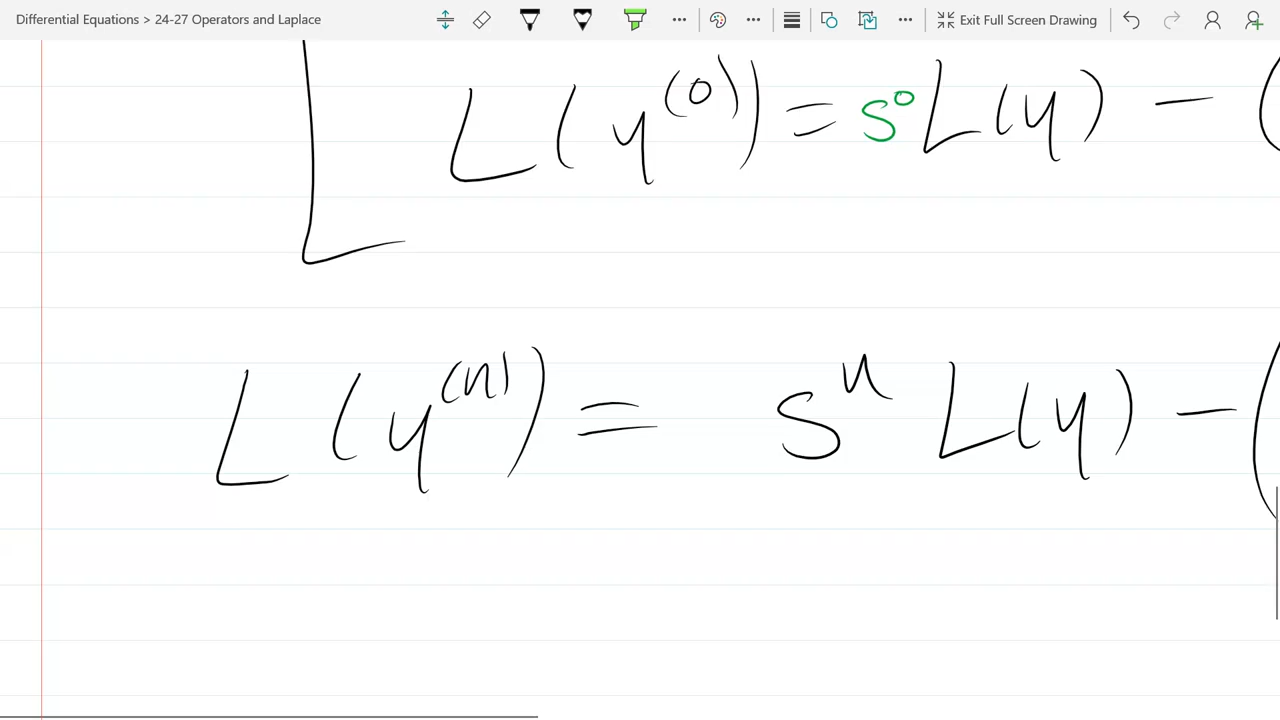 Differential Equations > 24-27 Operators and Laplace
Exit Full Screen Drawing
L(y^(0)) = s^0 L(y) - (
L(y^(n)) = s^n L(y) - (